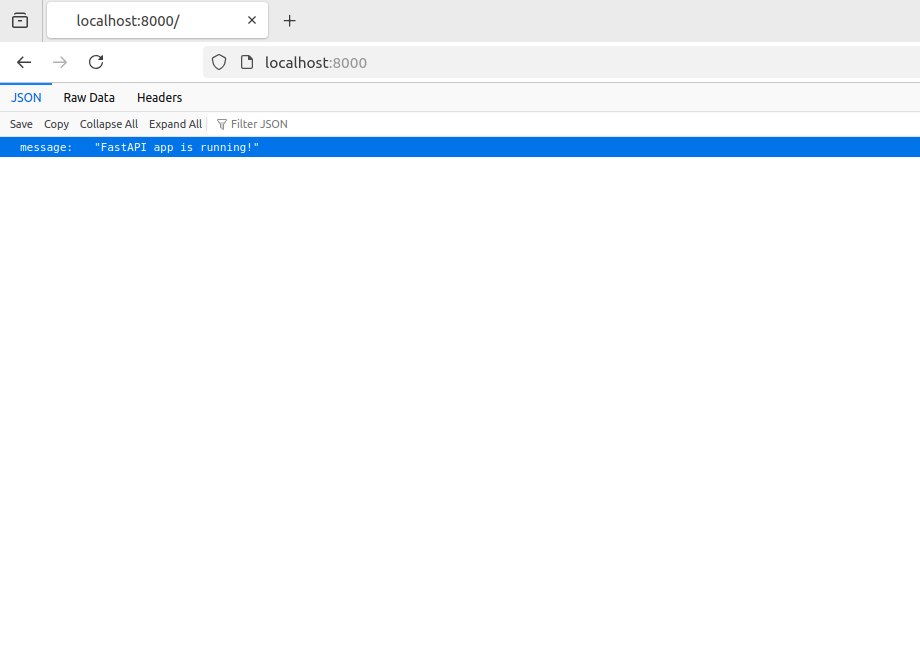 localhost:8000/
localhost:8000
JSON Raw Data Headers
Save Copy Collapse All Expand All Filter JSON
message: "FastAPI app is running!"